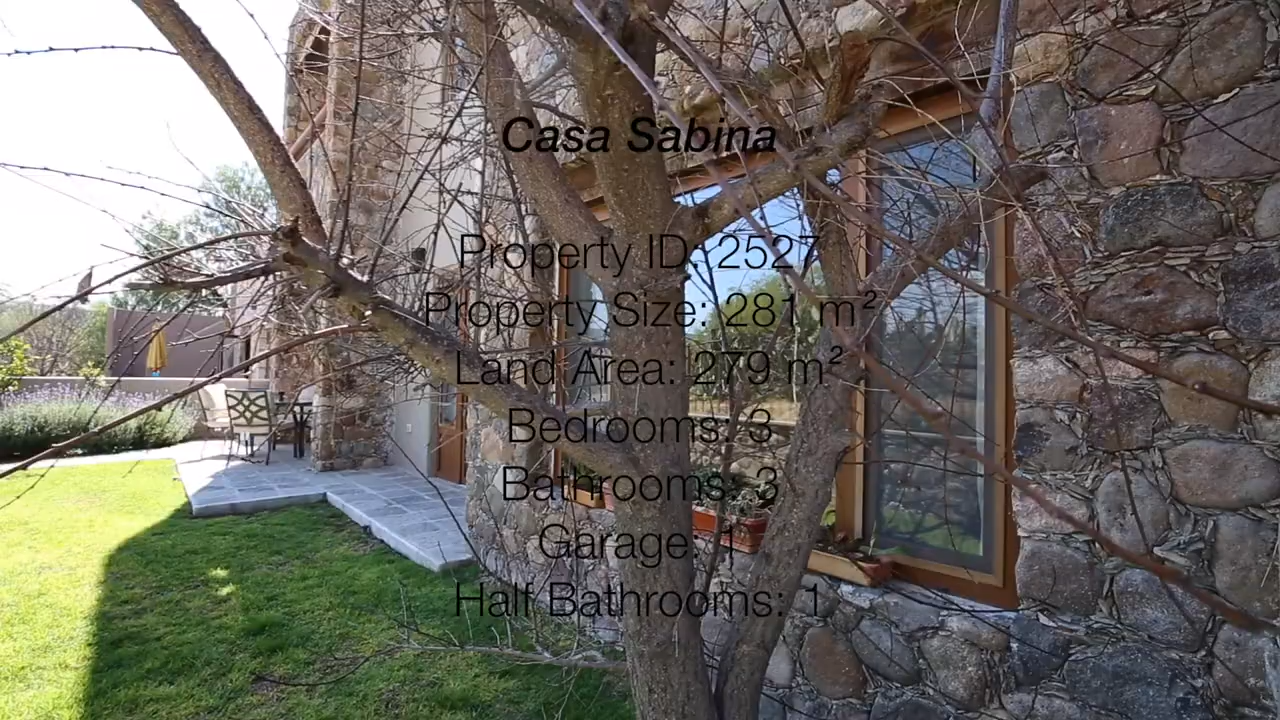 Casa Sabina
Property ID: 2527
Property Size: 281 m²
Land Area: 279 m²
Bedrooms: 3
Bathrooms: 3
Garage: 1
Half Bathrooms: 1